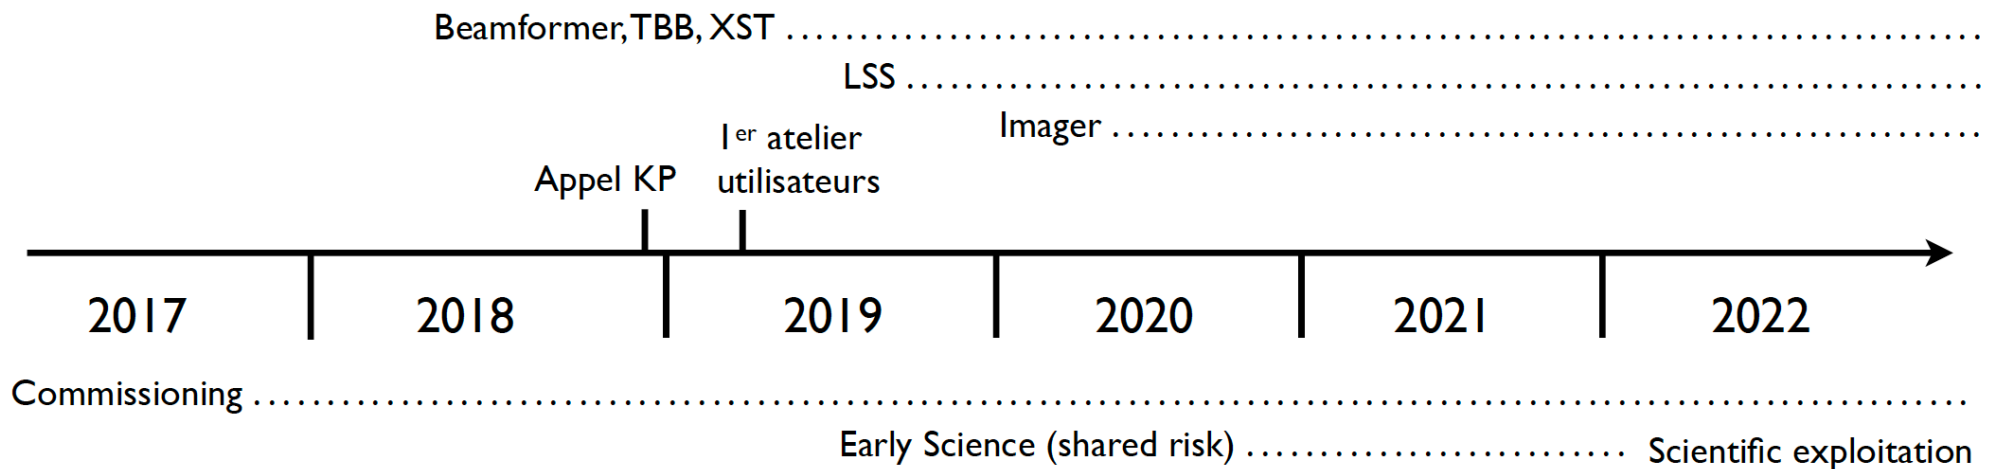 Beamformer, TBB, XST ..........................................................................
LSS ..........................................................................
Imager ............................................................
1er atelier
utilisateurs
Appel KP
2017 2018 2019 2020 2021 2022
Commissioning ..........................................................................
Early Science (shared risk) .......................... Scientific exploitation